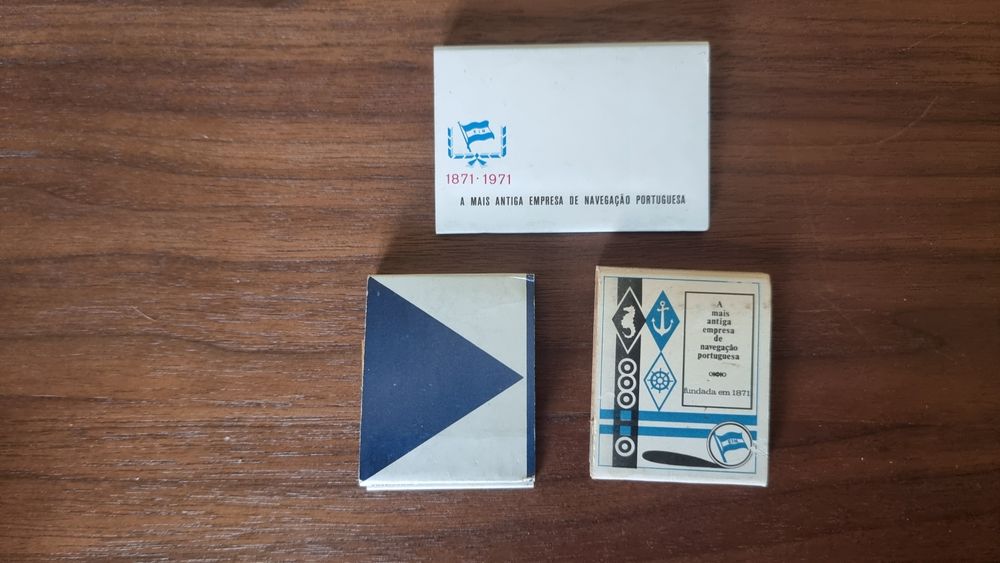 1871·1971
A MAIS ANTIGA EMPRESA DE NAVEGAÇÃO PORTUGUESA
A
mais
antiga
empresa
de
navegação
portuguesa
fundada em 1871